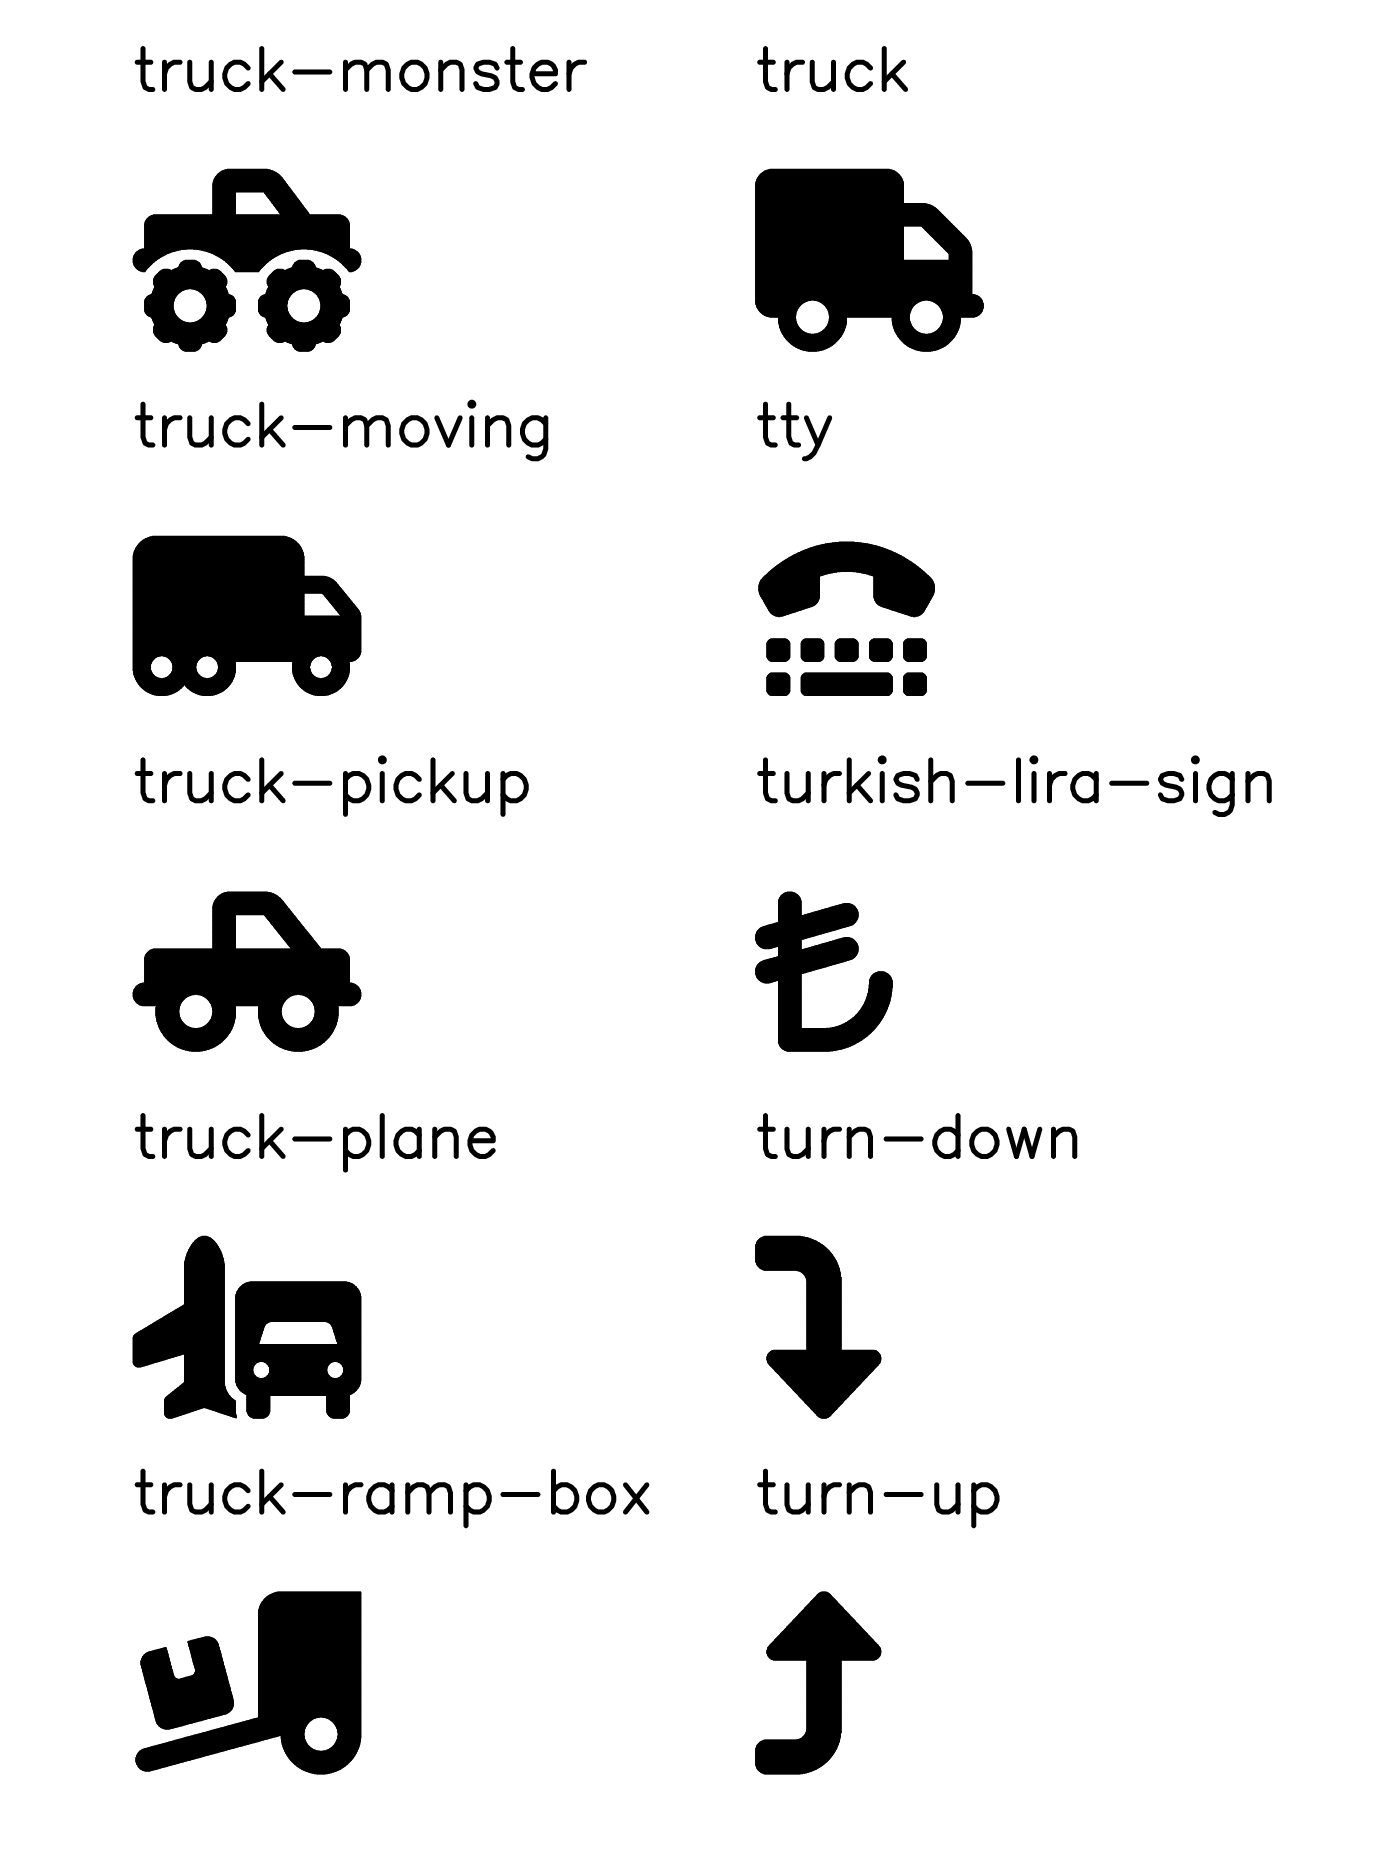 truck-monster
truck
truck-moving
tty
truck-pickup
turkish-lira-sign
truck-plane
turn-down
truck-ramp-box
turn-up